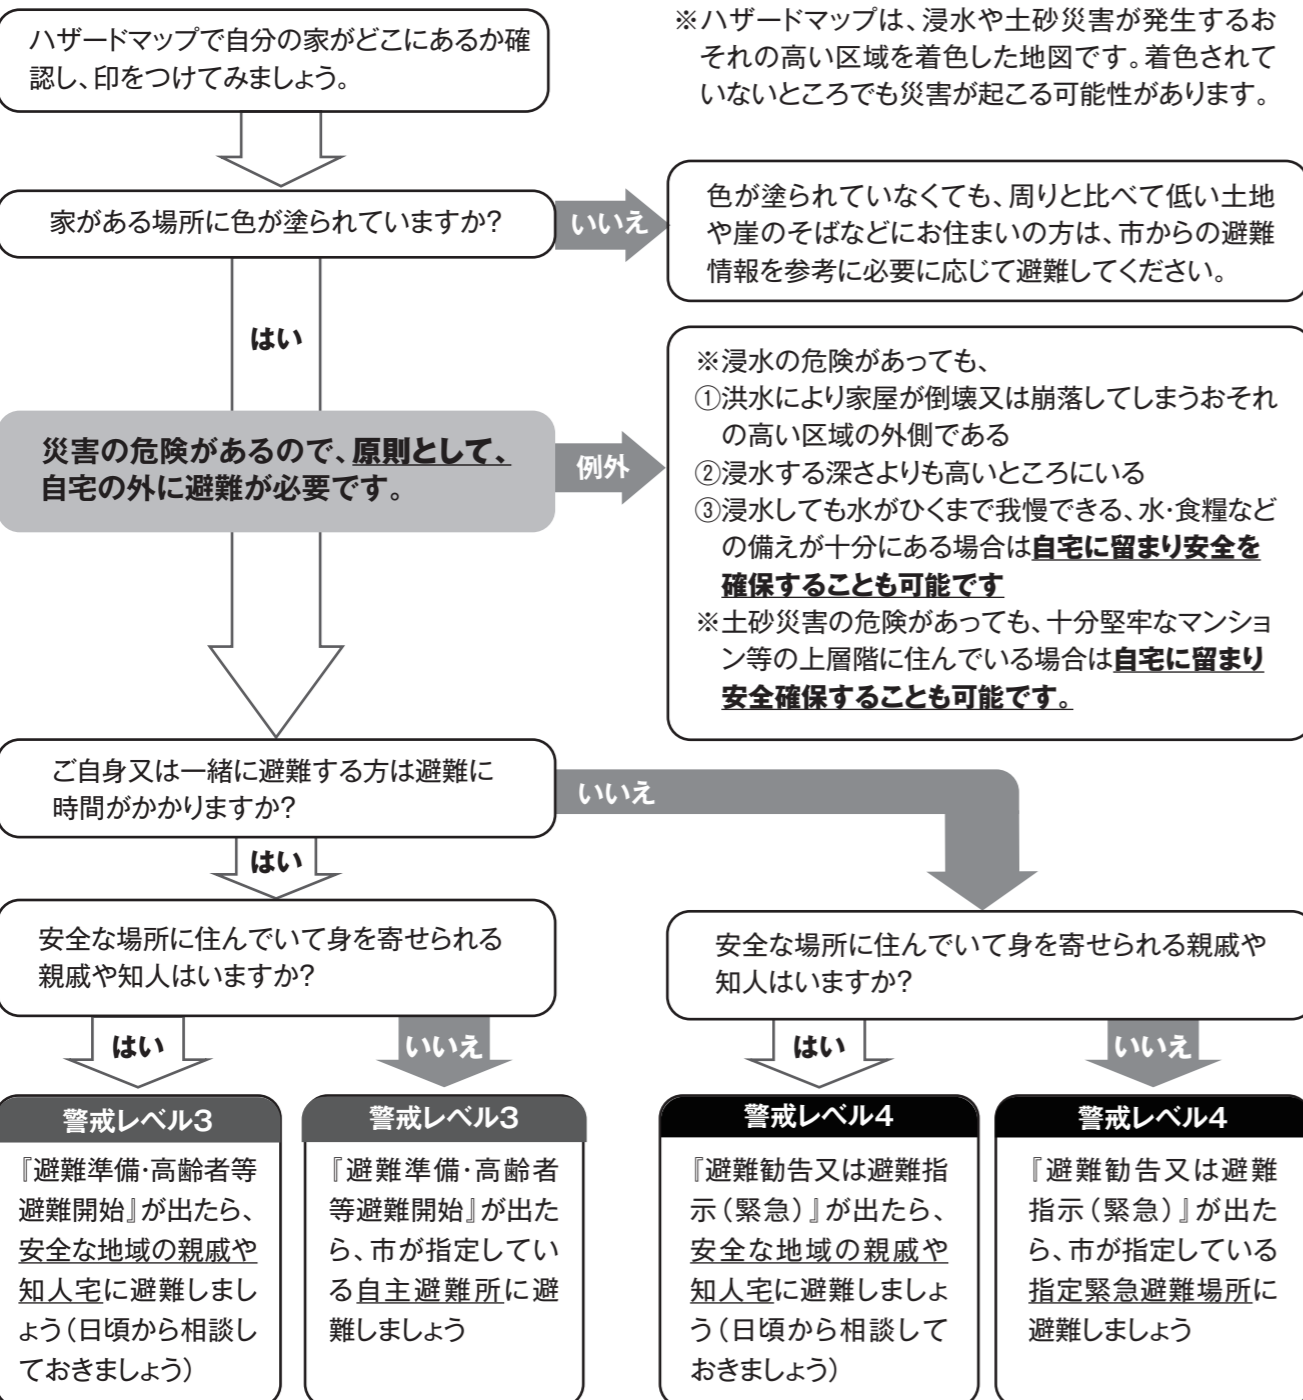 ハザードマップで自分の家がどこにあるか確
認し、印をつけてみましょう。
※ハザードマップは、浸水や土砂災害が発生するお
それの高い区域を着色した地図です。着色されて
いないところでも災害が起こる可能性があります。
家がある場所に色が塗られていますか?
いいえ
色が塗られていなくても、周りと比べて低い土地
や崖のそばなどにお住まいの方は、市からの避難
情報を参考に必要に応じて避難してください。
はい
災害の危険があるので、原則として、
自宅の外に避難が必要です。
例外
※浸水の危険があっても、
①洪水により家屋が倒壊又は崩落してしまうおそれ
の高い区域の外側である
②浸水する深さよりも高いところにいる
③浸水しても水がひくまで我慢できる、水・食糧など
の備えが十分にある場合は自宅に留まり安全を
確保することも可能です
※土砂災害の危険があっても、十分堅牢なマンショ
ン等の上層階に住んでいる場合は自宅に留まり
安全確保することも可能です。
ご自身又は一緒に避難する方は避難に
時間がかかりますか?
いいえ
はい
安全な場所に住んでいて身を寄せられる
親戚や知人はいますか?
安全な場所に住んでいて身を寄せられる親戚や
知人はいますか?
はい
いいえ
はい
いいえ
警戒レベル3
『避難準備・高齢者等
避難開始』が出たら、
安全な地域の親戚や
知人宅に避難しまし
ょう(日頃から相談し
ておきましょう)
警戒レベル3
『避難準備・高齢者
等避難開始』が出た
ら、市が指定してい
る自主避難所に避
難しましょう
警戒レベル4
『避難勧告又は避難指
示(緊急)』が出たら、
安全な地域の親戚や
知人宅に避難しましょ
う(日頃から相談して
おきましょう)
警戒レベル4
『避難勧告又は避難
指示(緊急)』が出た
ら、市が指定している
指定緊急避難場所に
避難しましょう